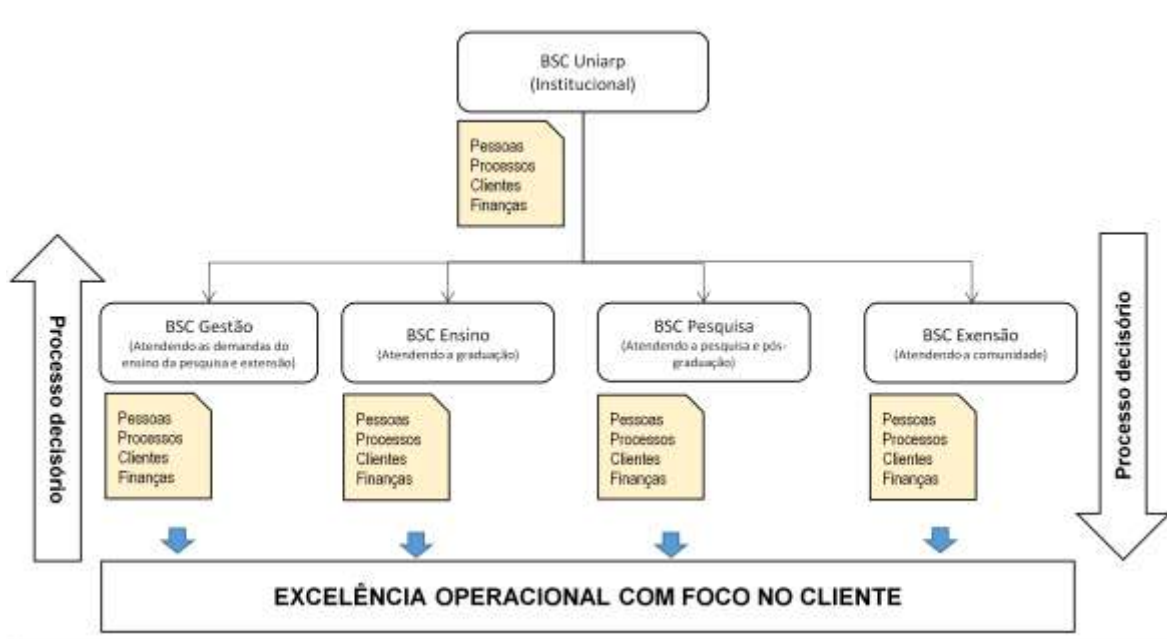 BSC Uniarp
(Institucional)
Pessoas
Processos
Clientes
Finanças
Processo decisório
BSC Gestão
(Atendendo as demandas do
ensino da pesquisa e extensão)
Pessoas
Processos
Clientes
Finanças
BSC Ensino
(Atendendo a graduação)
Pessoas
Processos
Clientes
Finanças
BSC Pesquisa
(Atendendo a pesquisa e pós-
graduação)
Pessoas
Processos
Clientes
Finanças
BSC Exensão
(Atendendo a comunidade)
Pessoas
Processos
Clientes
Finanças
Processo decisório
EXCELÊNCIA OPERACIONAL COM FOCO NO CLIENTE